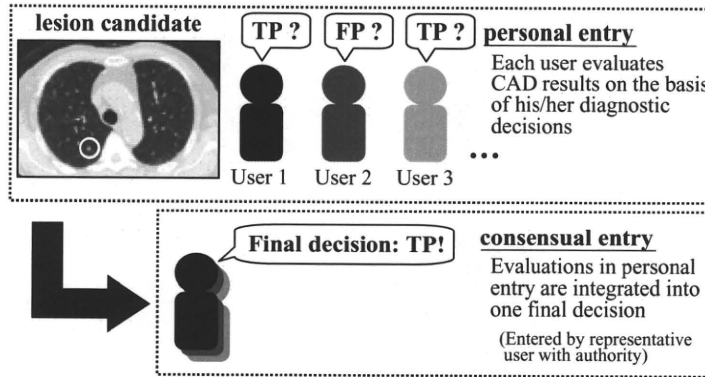 lesion candidate
TP ?
FP ?
TP ?
personal entry
Each user evaluates
CAD results on the basis
of his/her diagnostic
decisions
User 1
User 2
User 3
...
Final decision: TP!
consensual entry
Evaluations in personal
entry are integrated into
one final decision
(Entered by representative
user with authority)